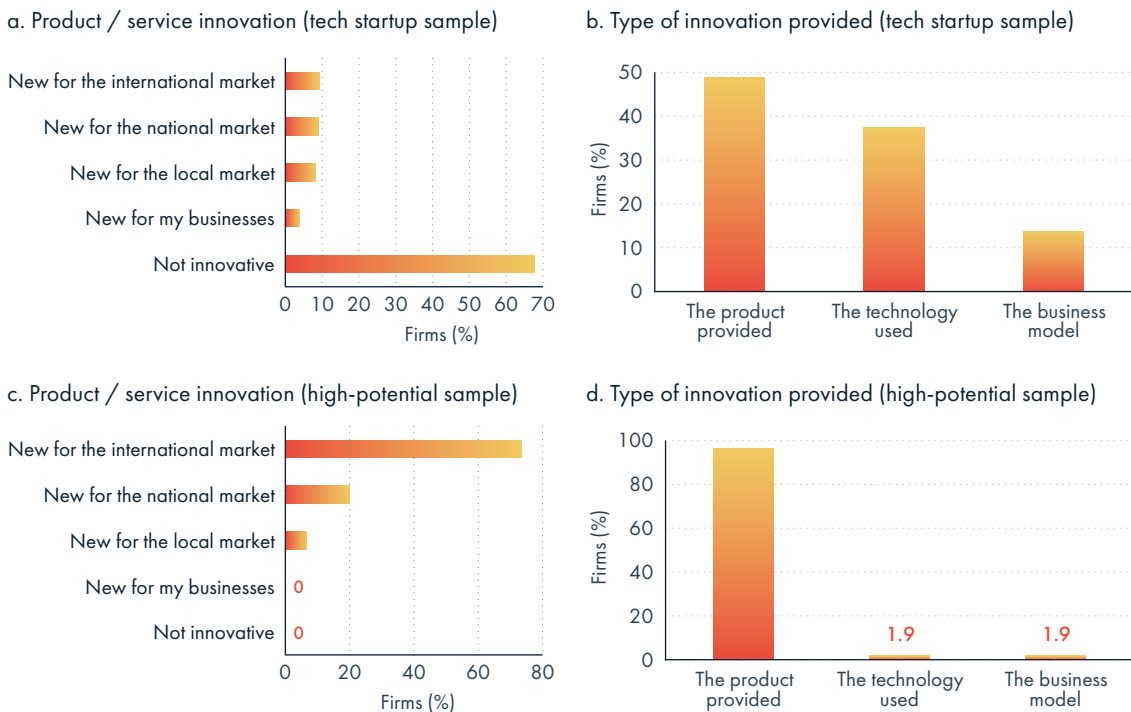 a. Product / service innovation (tech startup sample)
New for the international market
New for the national market
New for the local market
New for my businesses
Not innovative
0 10 20 30 40 50 60 70
Firms (%)
b. Type of innovation provided (tech startup sample)
50
40
30
20
10
0
Firms (%)
The product
provided
The technology
used
The business
model
c. Product / service innovation (high-potential sample)
New for the international market
New for the national market
New for the local market
New for my businesses 0
Not innovative 0
0 20 40 60 80
Firms (%)
d. Type of innovation provided (high-potential sample)
100
80
60
40
20
0
Firms (%)
1.9 1.9
The product
provided
The technology
used
The business
model